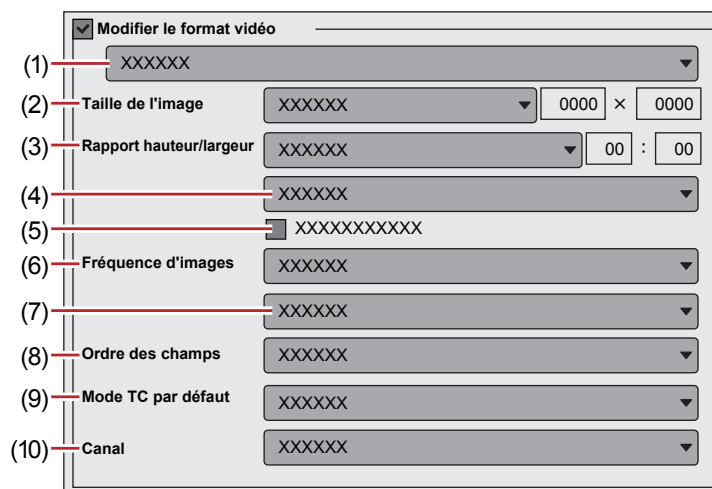 Modifier le format vidéo
(1) XXXXXX
(2) Taille de l'image XXXXXX 0000 × 0000
(3) Rapport hauteur/largeur XXXXXX 00 : 00
(4) XXXXXX
(5) XXXXXXXXXXX
(6) Fréquence d'images XXXXXX
(7) XXXXXX
(8) Ordre des champs XXXXXX
(9) Mode TC par défaut XXXXXX
(10) Canal XXXXXX